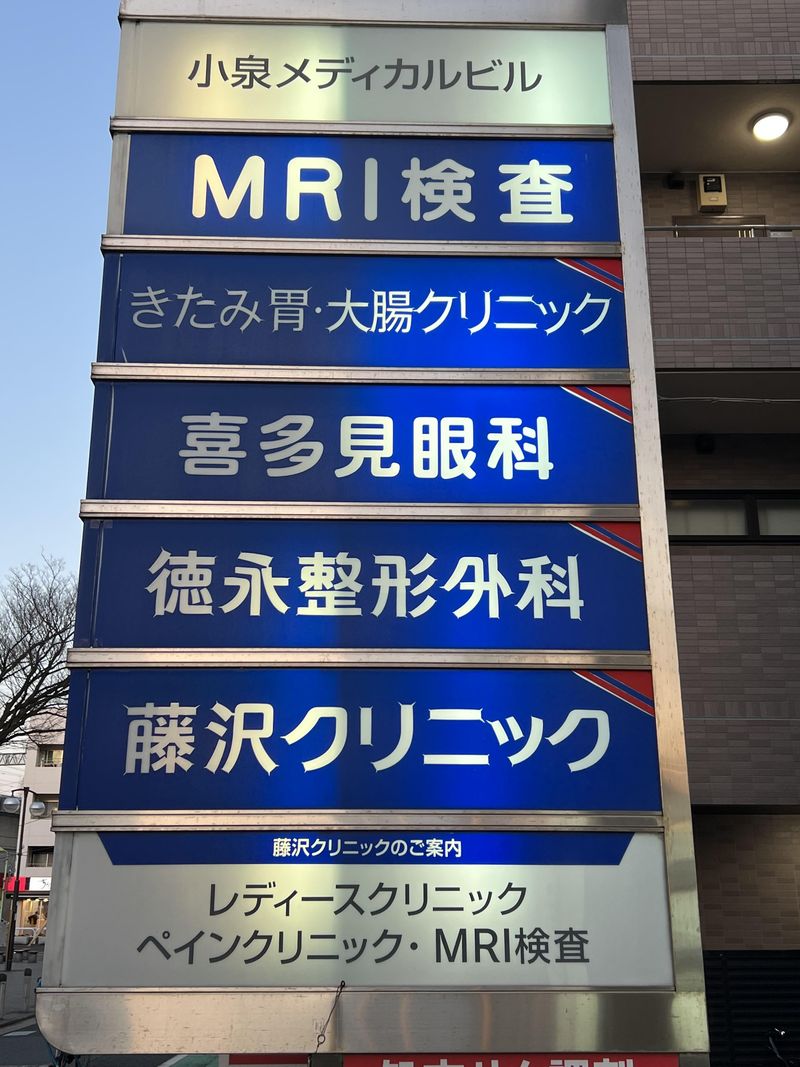 小泉メディカルビル
MRI検査
きたみ胃・大腸クリニック
喜多見眼科
徳永整形外科
藤沢クリニック
藤沢クリニックのご案内
レディースクリニック
ペインクリニック・MRI検査